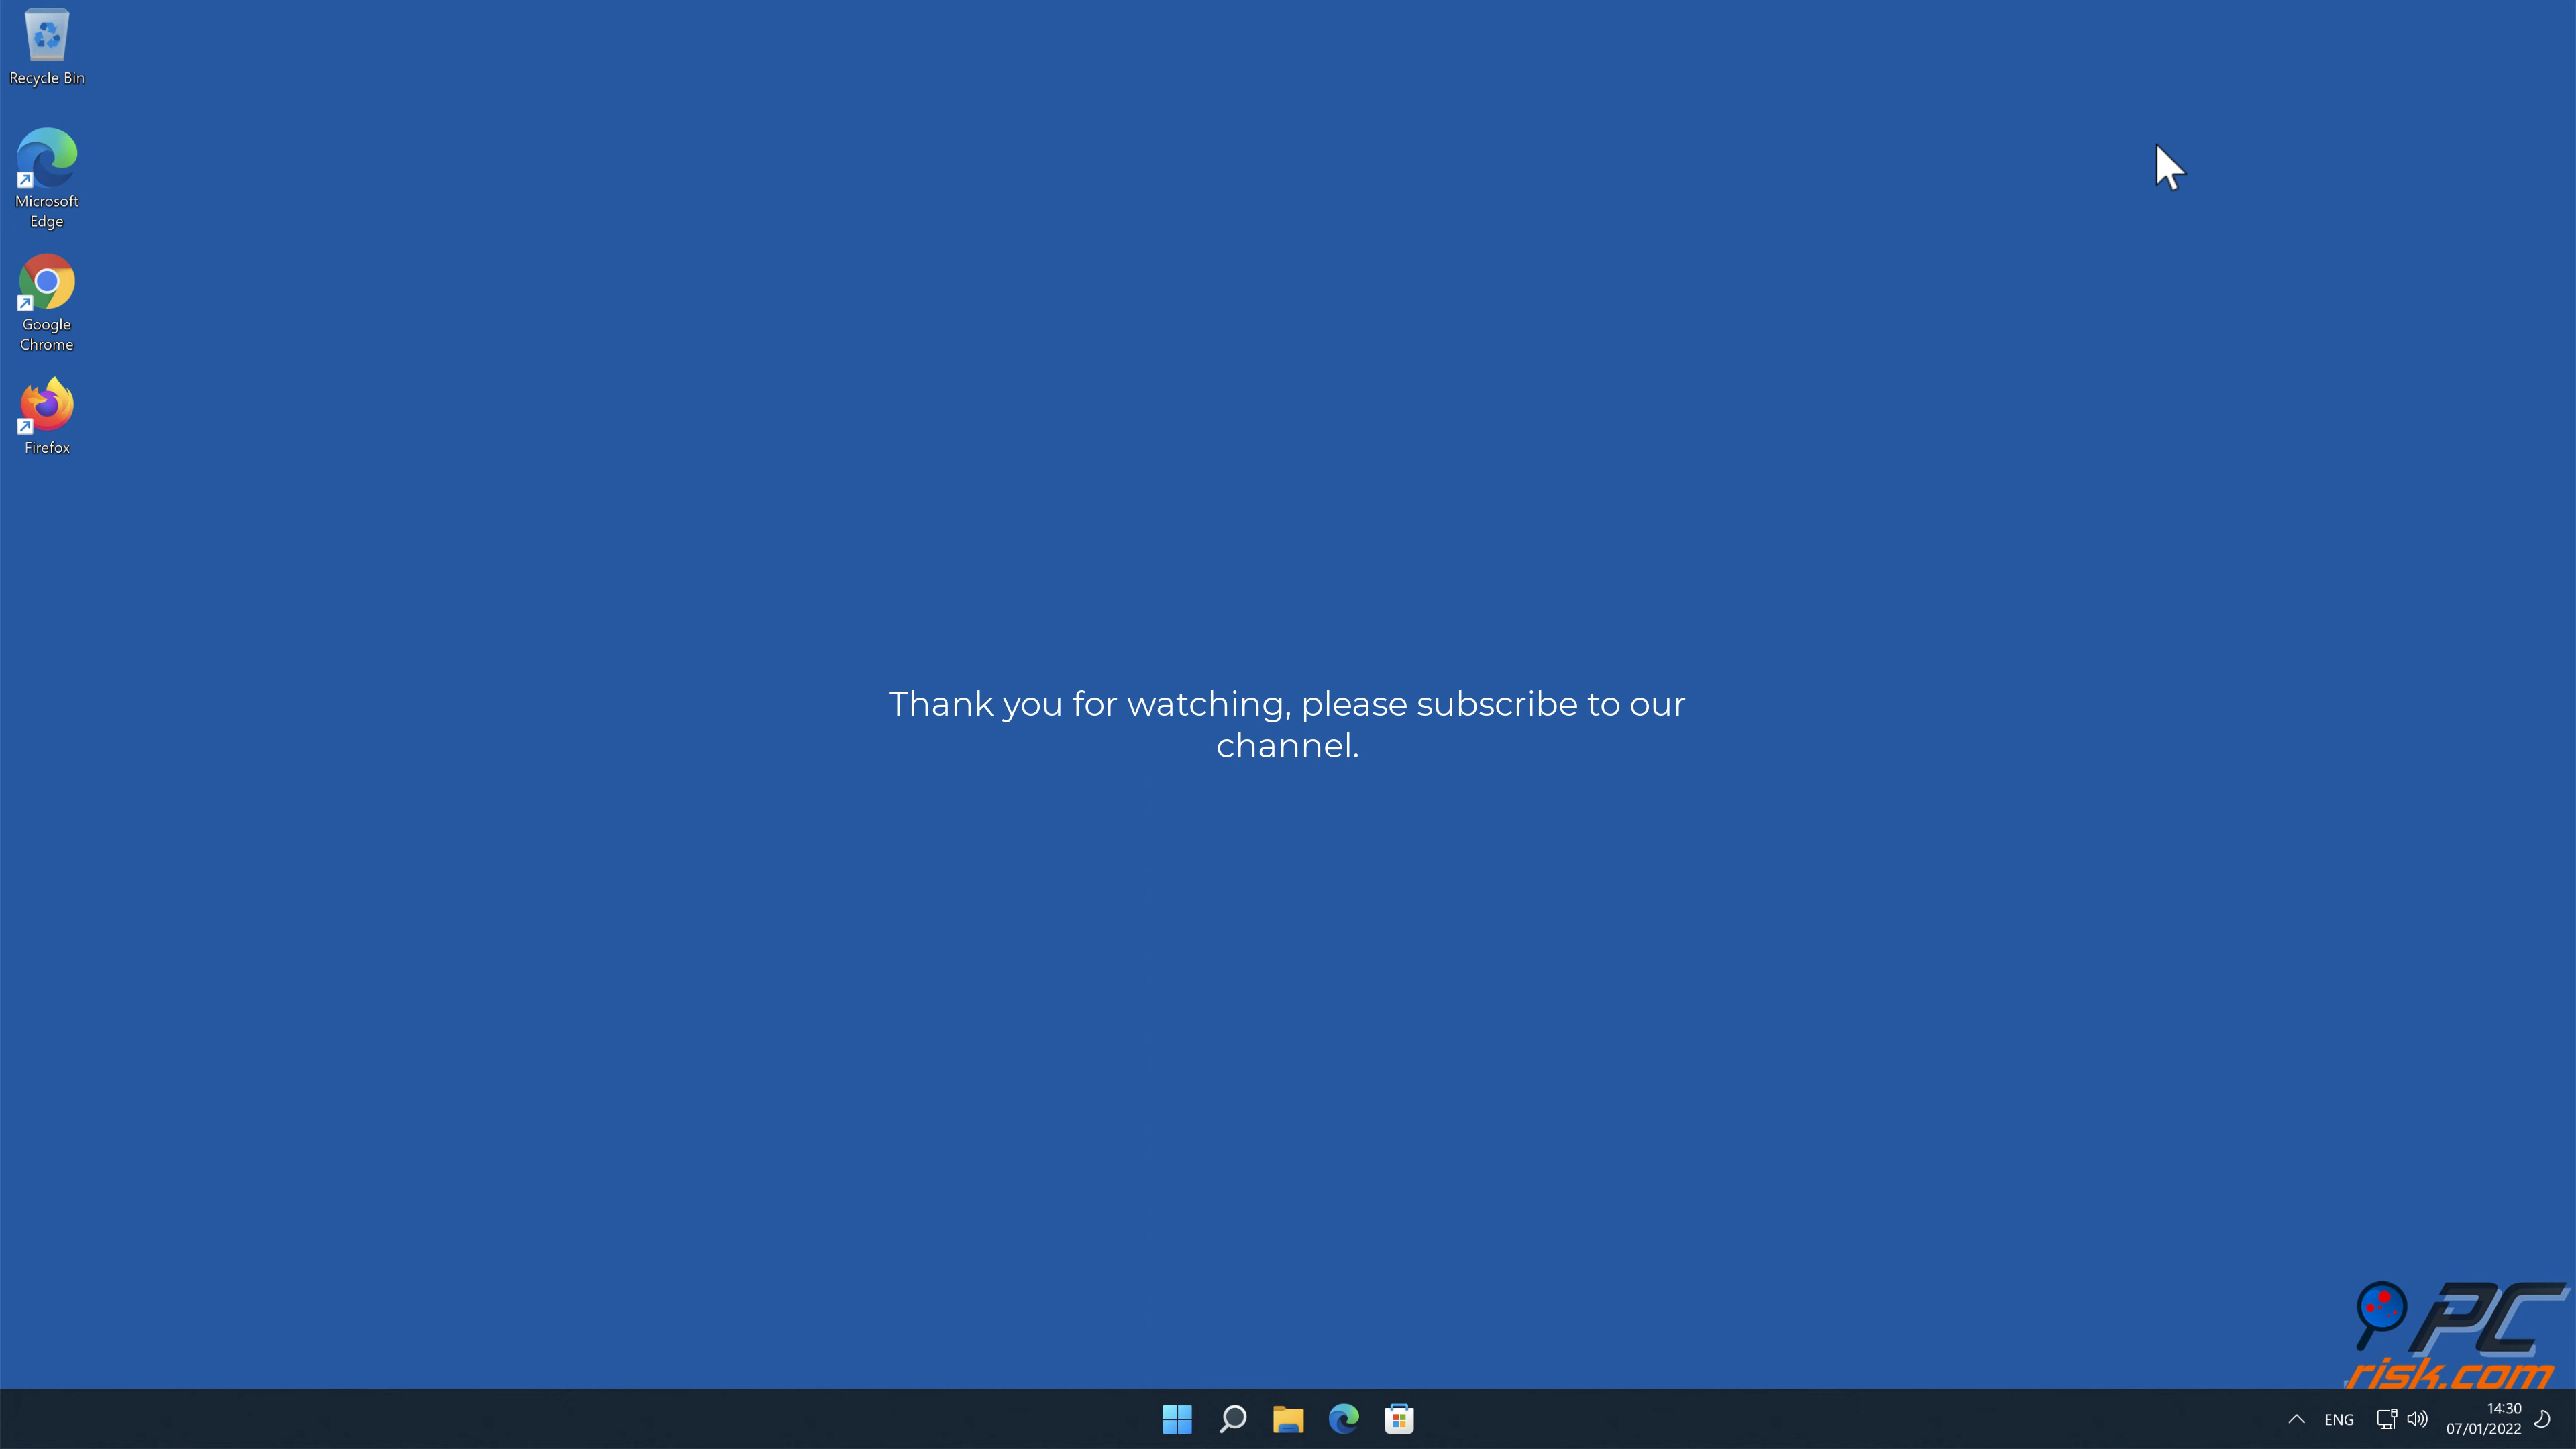 Recycle Bin
Microsoft
Edge
Google
Chrome
Firefox
Thank you for watching, please subscribe to our
channel.
PC
risk.com
ENG
14:30
07/01/2022